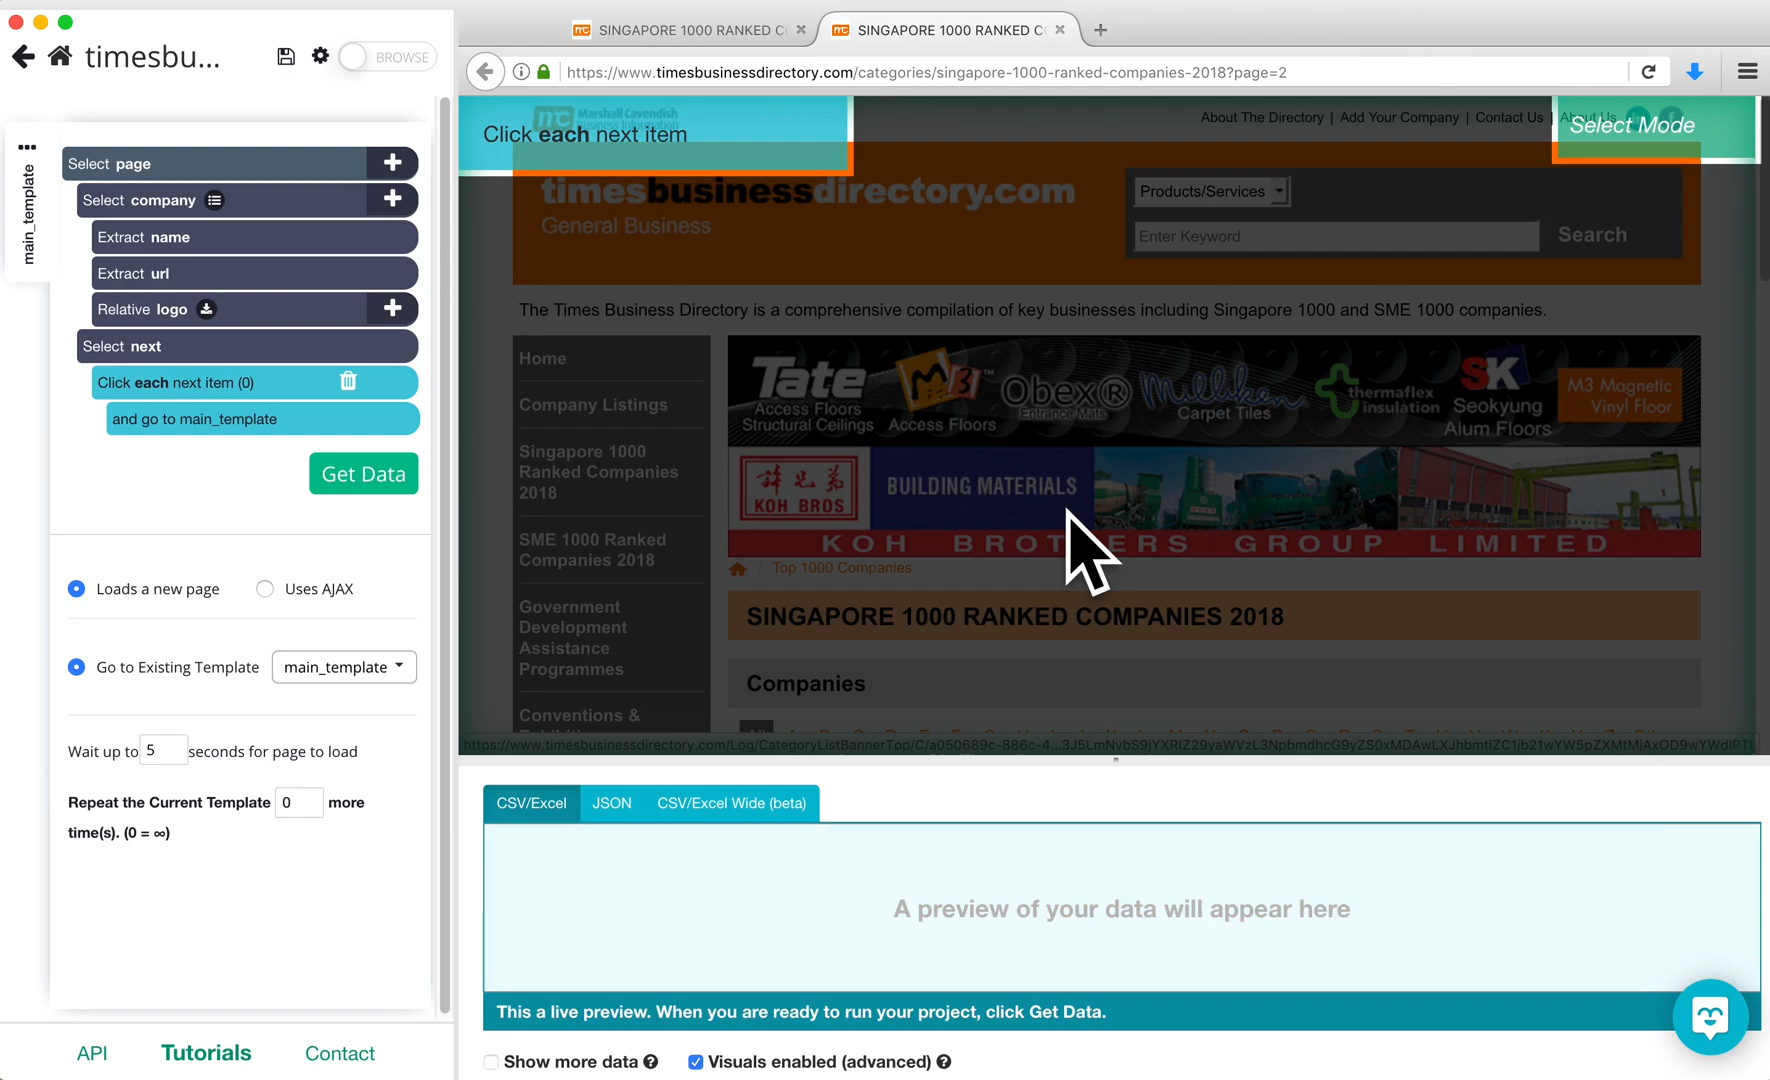 SINGAPORE 1000 RANKED C
SINGAPORE 1000 RANKED C
timesbu...
BROWSE
https://www.timesbusinessdirectory.com/categories/singapore-1000-ranked-companies-2018?page=2
main_template
Select page
Select company
Extract name
Extract url
Relative logo
Select next
Click each next item (0)
and go to main_template
Get Data
Loads a new page
Uses AJAX
Go to Existing Template
main_template
Wait up to 5 seconds for page to load
Repeat the Current Template 0 more
time(s). (0 = ∞)
API
Tutorials
Contact
Marshall Cavendish
Business Information
Click each next item
About The Directory | Add Your Company | Contact Us | About Us
Select Mode
timesbusinessdirectory.com
General Business
Products/Services
Enter Keyword
Search
The Times Business Directory is a comprehensive compilation of key businesses including Singapore 1000 and SME 1000 companies.
Home
Company Listings
Singapore 1000
Ranked Companies
2018
SME 1000 Ranked
Companies 2018
Government
Development
Assistance
Programmes
Conventions &
Tate
Access Floors
Structural Ceilings
M3™
Access Floors
Obex®
Entrance Mats
Milliken
Carpet Tiles
thermaflex
insulation
SK
Seokyung
Alum Floors
M3 Magnetic
Vinyl Floor
KOH BROS
BUILDING MATERIALS
KOH BROTHERS GROUP LIMITED
/ Top 1000 Companies
SINGAPORE 1000 RANKED COMPANIES 2018
Companies
CSV/Excel
JSON
CSV/Excel Wide (beta)
A preview of your data will appear here
This a live preview. When you are ready to run your project, click Get Data.
Show more data
Visuals enabled (advanced)